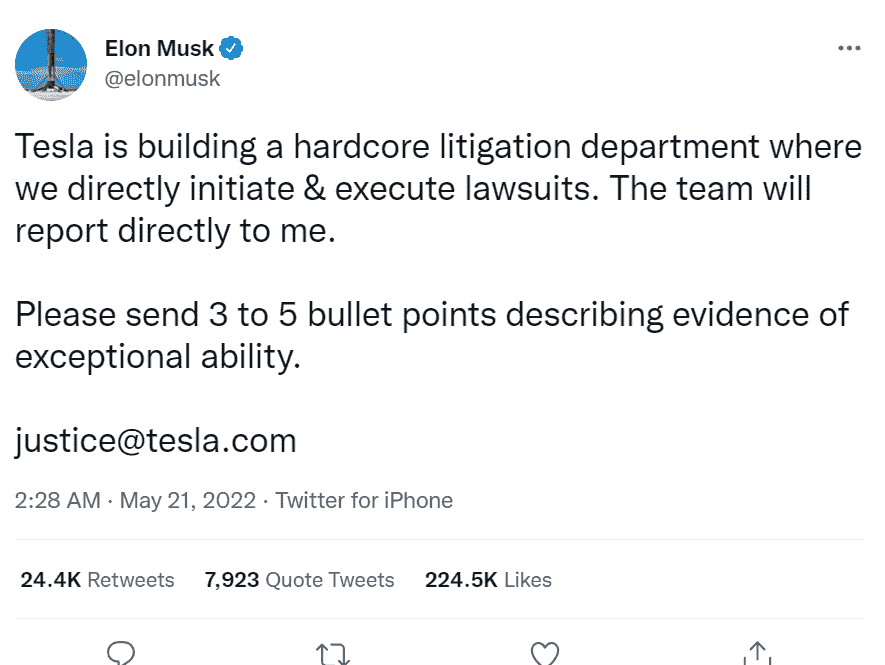 Elon Musk
@elonmusk
Tesla is building a hardcore litigation department where
we directly initiate & execute lawsuits. The team will
report directly to me.
Please send 3 to 5 bullet points describing evidence of
exceptional ability.
justice@tesla.com
2:28 AM · May 21, 2022 · Twitter for iPhone
24.4K Retweets 7,923 Quote Tweets 224.5K Likes